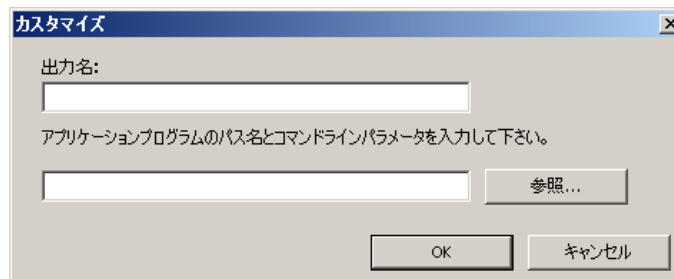 カスタマイズ
出力名:
アプリケーションプログラムのパス名とコマンドラインパラメータを入力して下さい。
参照...
OK
キャンセル